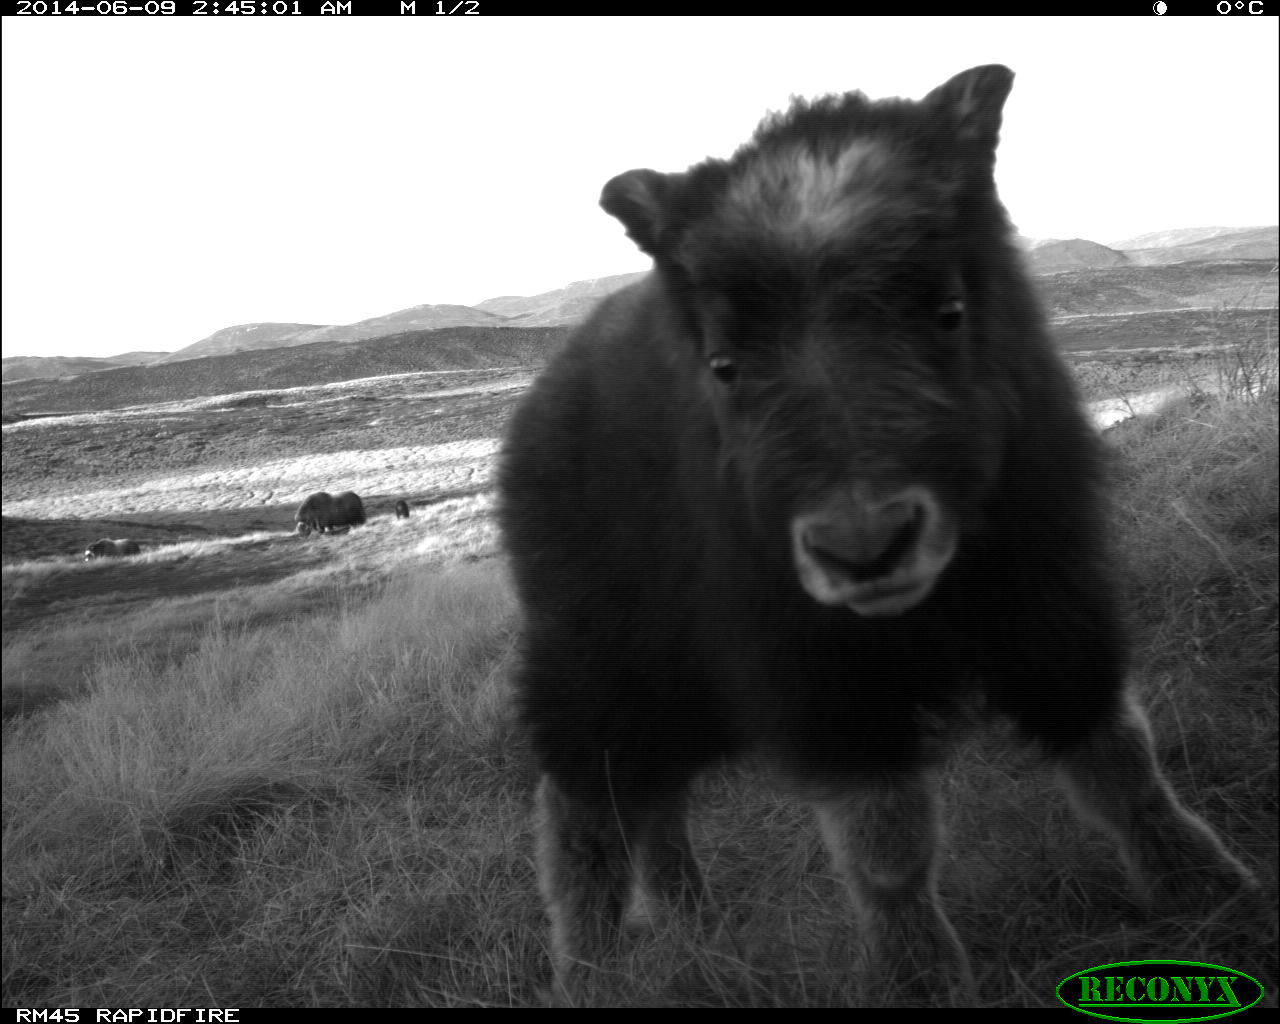 2014-06-09 2:45:01 AM M 1/2 0°C
RECONYX
RM45 RAPIDFIRE